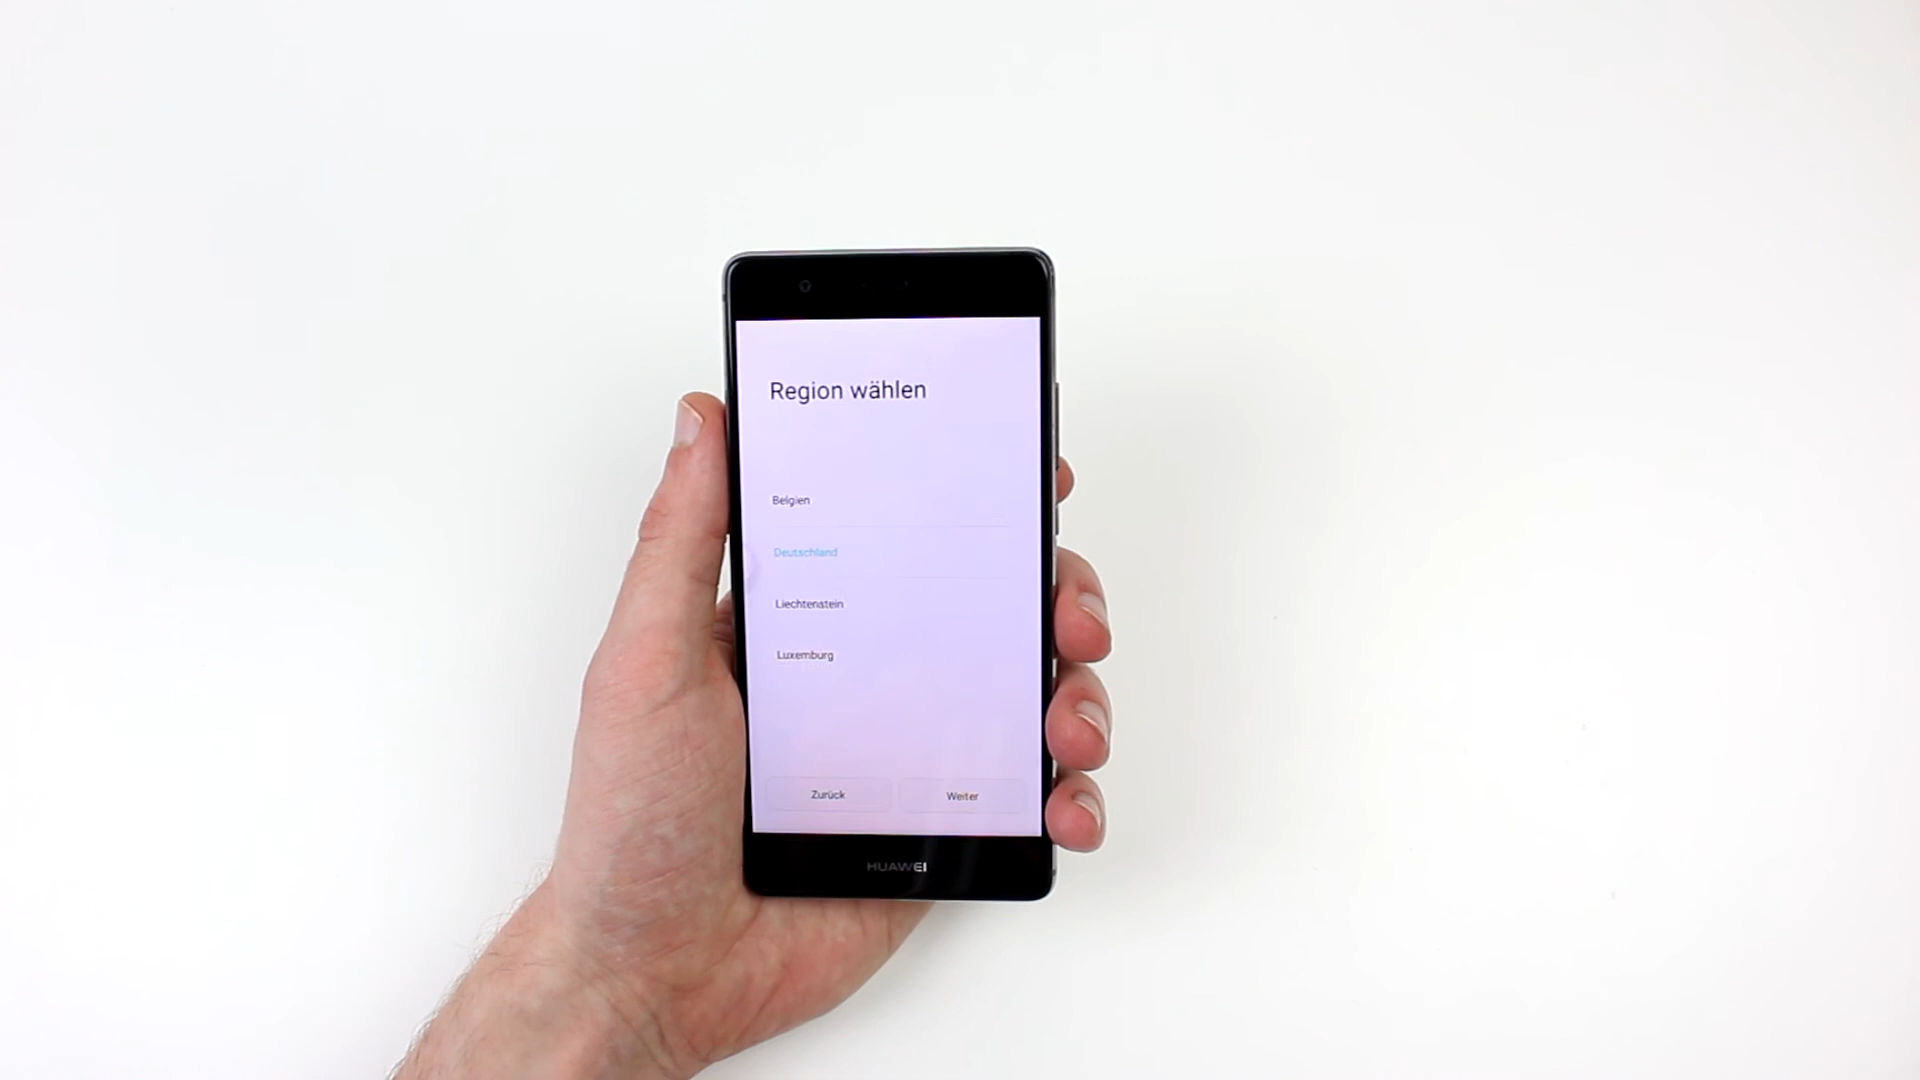 Region wählen
Belgien
Deutschland
Liechtenstein
Luxemburg
Zurück
Weiter
HUAWEI